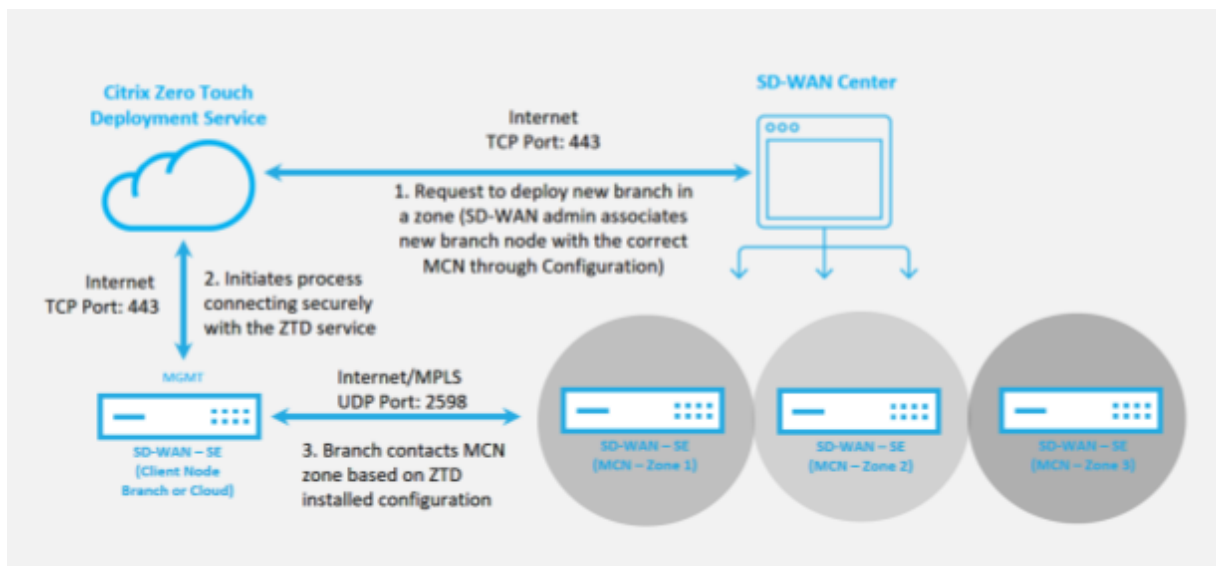 Citrix Zero Touch
Deployment Service
SD-WAN Center
Internet
TCP Port: 443
1. Request to deploy new branch in
a zone (SD-WAN admin associates
new branch node with the correct
MCN through Configuration)
Internet
TCP Port: 443
2. Initiates process
connecting securely
with the ZTD service
MGMT
Internet/MPLS
UDP Port: 2598
SD-WAN – SE
(Client Node
Branch or Cloud)
3. Branch contacts MCN
zone based on ZTD
installed configuration
SD-WAN – SE
(MCN – Zone 1)
SD-WAN – SE
(MCN – Zone 2)
SD-WAN – SE
(MCN – Zone 3)